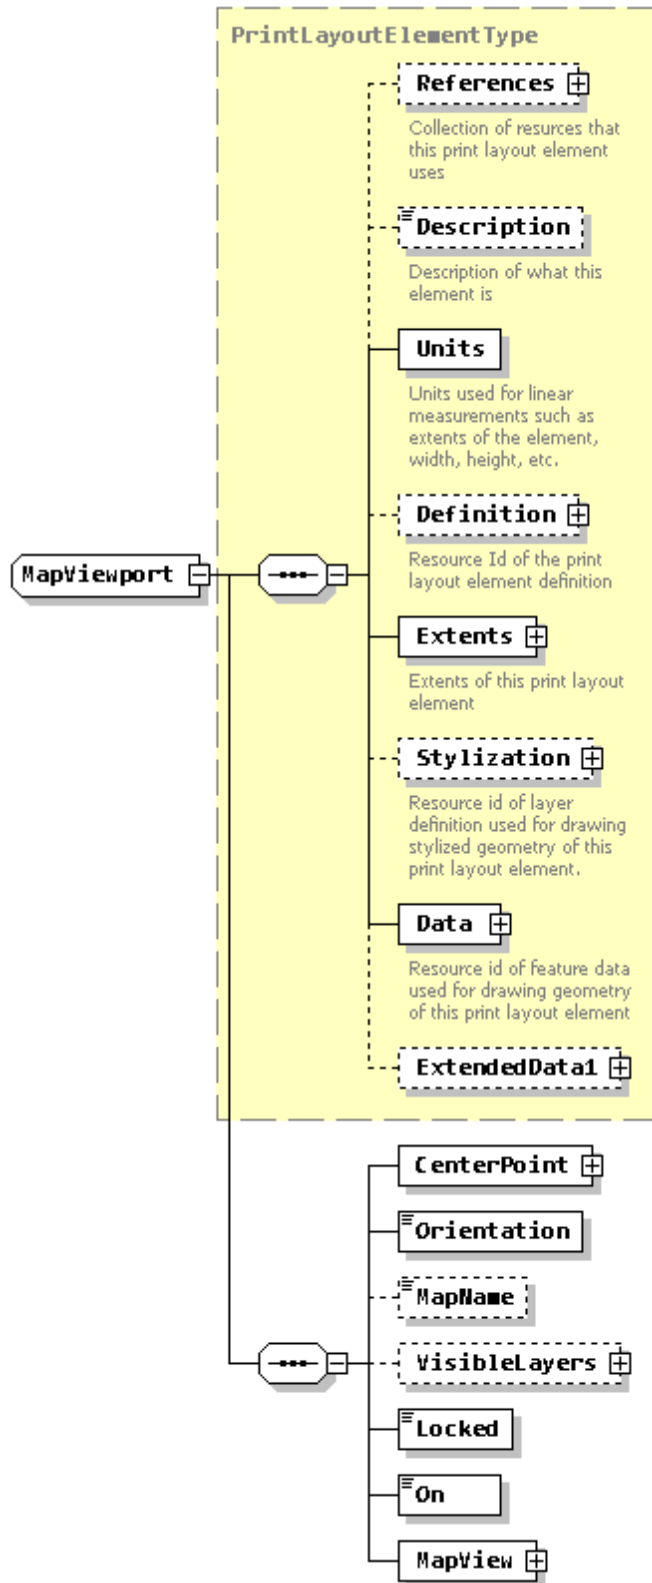 PrintLayoutElementType
References
Collection of resurces that
this print layout element
uses
Description
Description of what this
element is
Units
Units used for linear
measurements such as
extents of the element,
width, height, etc.
Definition
Resource Id of the print
layout element definition
MapViewport
Extents
Extents of this print layout
element
Stylization
Resource id of layer
definition used for drawing
stylized geometry of this
print layout element.
Data
Resource id of feature data
used for drawing geometry
of this print layout element
ExtendedData1
CenterPoint
Orientation
MapName
VisibleLayers
Locked
On
MapView